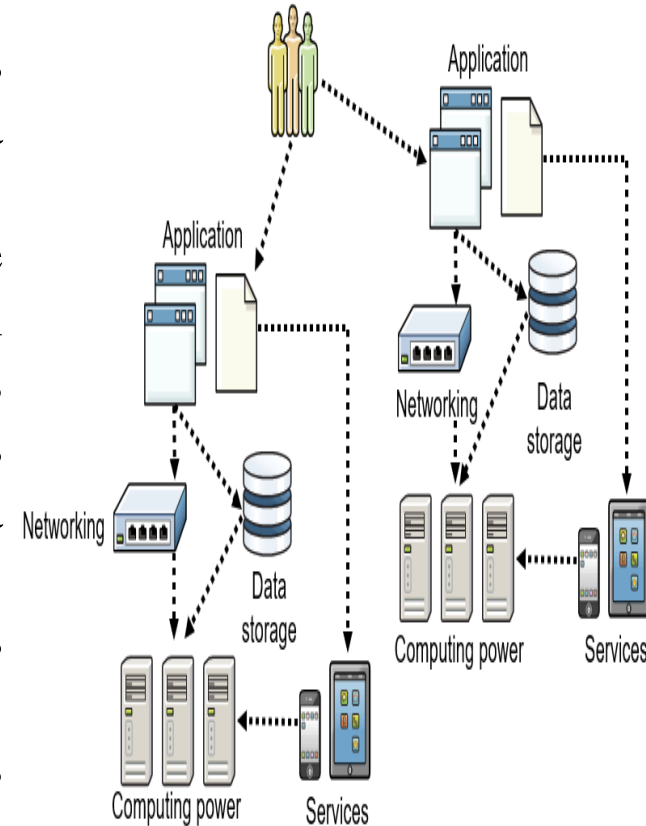 Application
Application
Networking
Data
storage
Networking
Data
storage
Computing power
Services
Computing power
Services